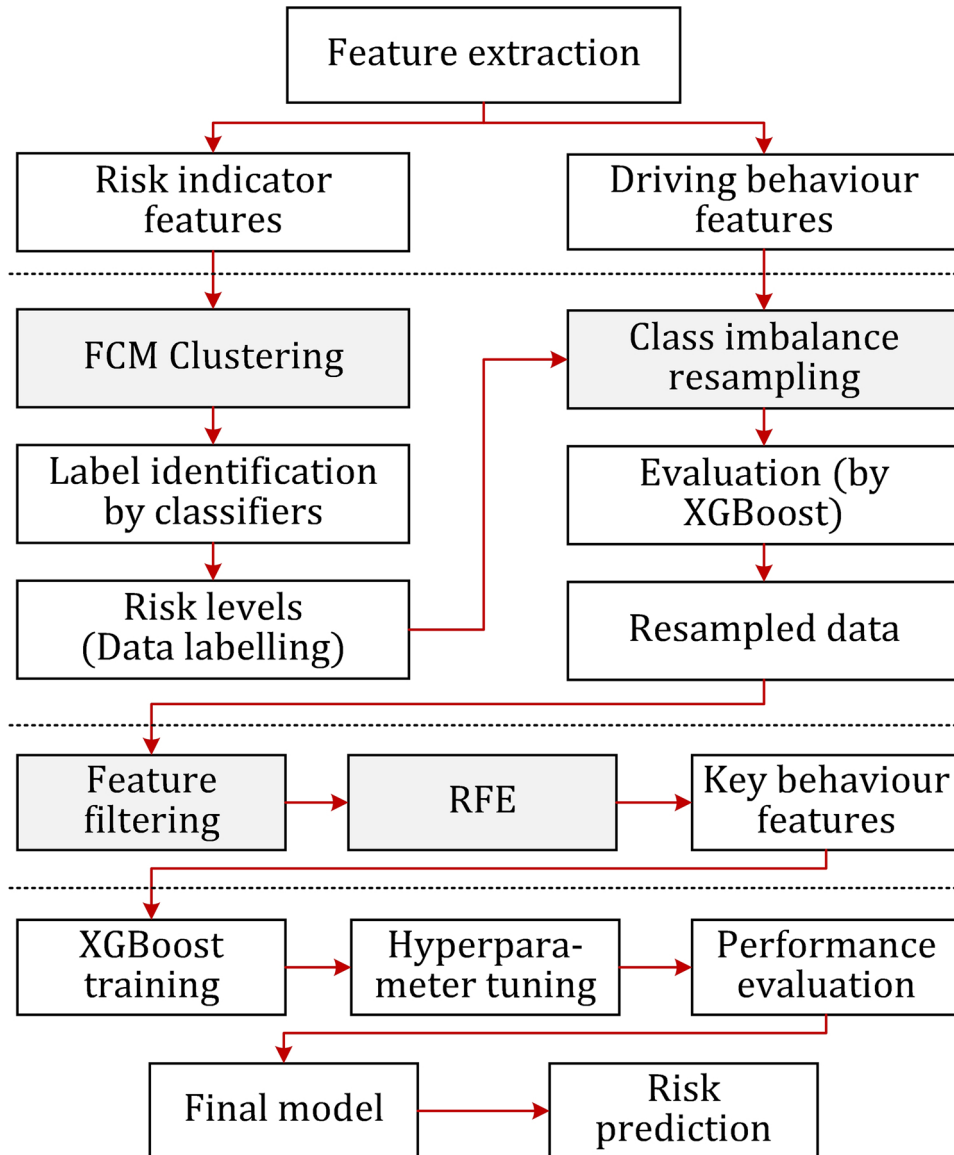 Feature extraction
Risk indicator
features
Driving behaviour
features
FCM Clustering
Class imbalance
resampling
Label identification
by classifiers
Evaluation (by
XGBoost)
Risk levels
(Data labelling)
Resampled data
Feature
filtering
RFE
Key behaviour
features
XGBoost
training
Hyperpara-
meter tuning
Performance
evaluation
Final model
Risk
prediction